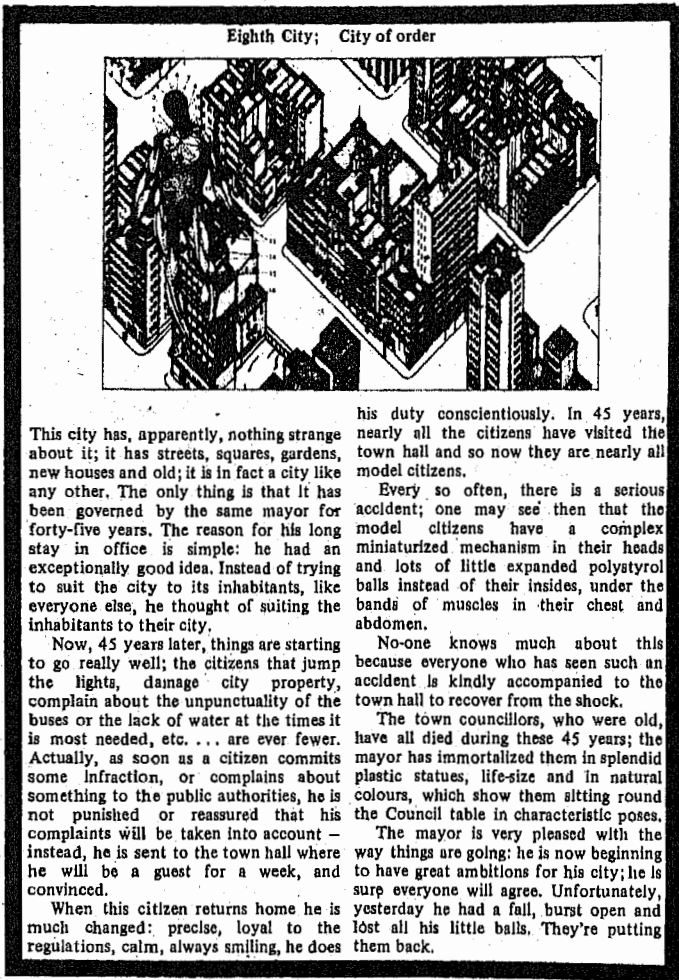 Eighth City; City of order
This city has, apparently, nothing strange
about it; it has streets, squares, gardens,
new houses and old; it is in fact a city like
any other. The only thing is that it has
been governed by the same mayor for
forty-five years. The reason for his long
stay in office is simple: he had an
exceptionally good idea. Instead of trying
to suit the city to its inhabitants, like
everyone else, he thought of suiting the
inhabitants to their city.
Now, 45 years later, things are starting
to go really well; the citizens that jump
the lights, damage city property,
complain about the unpunctuality of the
buses or the lack of water at the times it
is most needed, etc. ... are ever fewer.
Actually, as soon as a citizen commits
some infraction, or complains about
something to the public authorities, he is
not punished or reassured that his
complaints will be taken into account —
instead, he is sent to the town hall where
he will be a guest for a week, and
convinced.
When this citizen returns home he is
much changed: precise, loyal to the
regulations, calm, always smiling, he does
his duty conscientiously. In 45 years,
nearly all the citizens have visited the
town hall and so now they are nearly all
model citizens.
Every so often, there is a serious
accident; one may see then that the
model citizens have a complex
miniaturized mechanism in their heads
and lots of little expanded polystyrol
balls instead of their insides, under the
bands of muscles in their chest and
abdomen.
No-one knows much about this
because everyone who has seen such an
accident is kindly accompanied to the
town hall to recover from the shock.
The town councillors, who were old,
have all died during these 45 years; the
mayor has immortalized them in splendid
plastic statues, life-size and in natural
colours, which show them sitting round
the Council table in characteristic poses.
The mayor is very pleased with the
way things are going: he is now beginning
to have great ambitions for his city; he is
sure everyone will agree. Unfortunately,
yesterday he had a fall, burst open and
lost all his little balls. They're putting
them back.